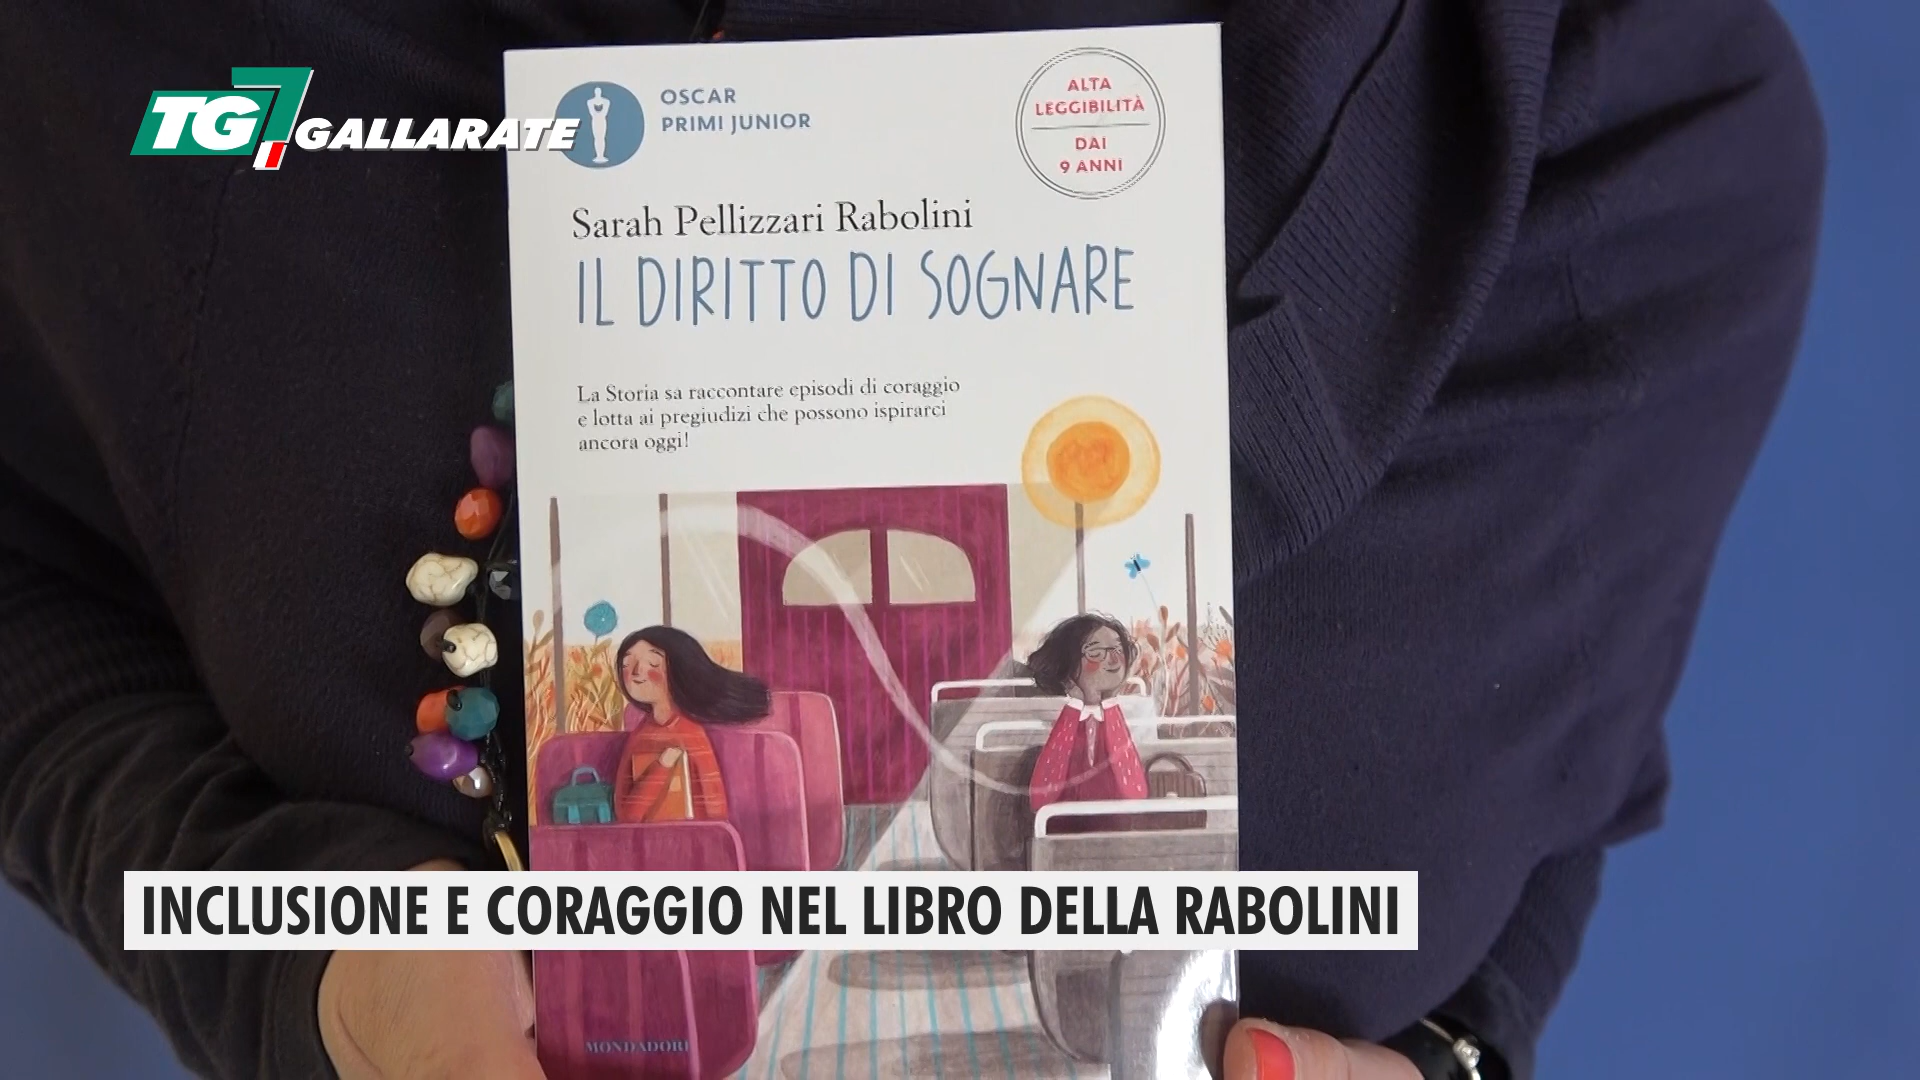 TG7 GALLARATE
OSCAR
PRIMI JUNIOR
ALTA
LEGGIBILITÀ
DAI
9 ANNI
Sarah Pellizzari Rabolini
IL DIRITTO DI SOGNARE
La Storia sa raccontare episodi di coraggio
e lotta ai pregiudizi che possono ispirarci
ancora oggi!
INCLUSIONE E CORAGGIO NEL LIBRO DELLA RABOLINI
MONDADORI